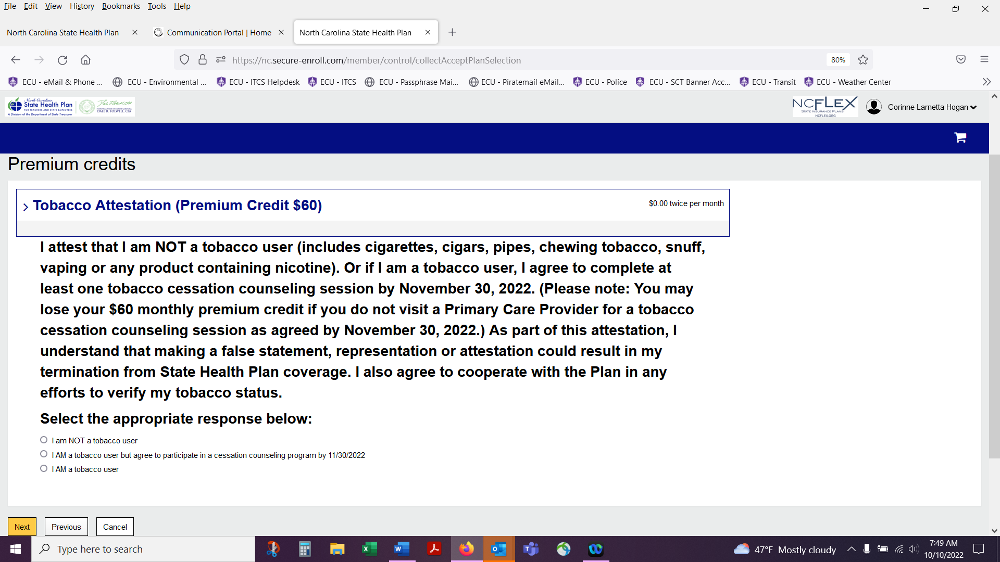 File Edit View History Bookmarks Tools Help
North Carolina State Health Plan Communication Portal | Home North Carolina State Health Plan
https://nc.secure-enroll.com/member/control/collectAcceptPlanSelection 80%
ECU - eMail & Phone ... ECU - Environmental ... ECU - ITCS Helpdesk ECU - ITCS ECU - Passphrase Mai... ECU - Piratemail eMail... ECU - Police ECU - SCT Banner Acc... ECU - Transit ECU - Weather Center
North Carolina
State Health Plan
FOR TEACHERS AND STATE EMPLOYEES
A Division of the Department of State Treasurer
STATE TREASURER OF NORTH CAROLINA
DALE R. FOLWELL, CPA
NCFLEX
STATE INSURANCE PLANS
NCFLEX.ORG
Corinne Larnetta Hogan
Premium credits
Tobacco Attestation (Premium Credit $60) $0.00 twice per month
I attest that I am NOT a tobacco user (includes cigarettes, cigars, pipes, chewing tobacco, snuff,
vaping or any product containing nicotine). Or if I am a tobacco user, I agree to complete at
least one tobacco cessation counseling session by November 30, 2022. (Please note: You may
lose your $60 monthly premium credit if you do not visit a Primary Care Provider for a tobacco
cessation counseling session as agreed by November 30, 2022.) As part of this attestation, I
understand that making a false statement, representation or attestation could result in my
termination from State Health Plan coverage. I also agree to cooperate with the Plan in any
efforts to verify my tobacco status.
Select the appropriate response below:
I am NOT a tobacco user
I AM a tobacco user but agree to participate in a cessation counseling program by 11/30/2022
I AM a tobacco user
Next Previous Cancel
Type here to search
47°F Mostly cloudy
7:49 AM
10/10/2022